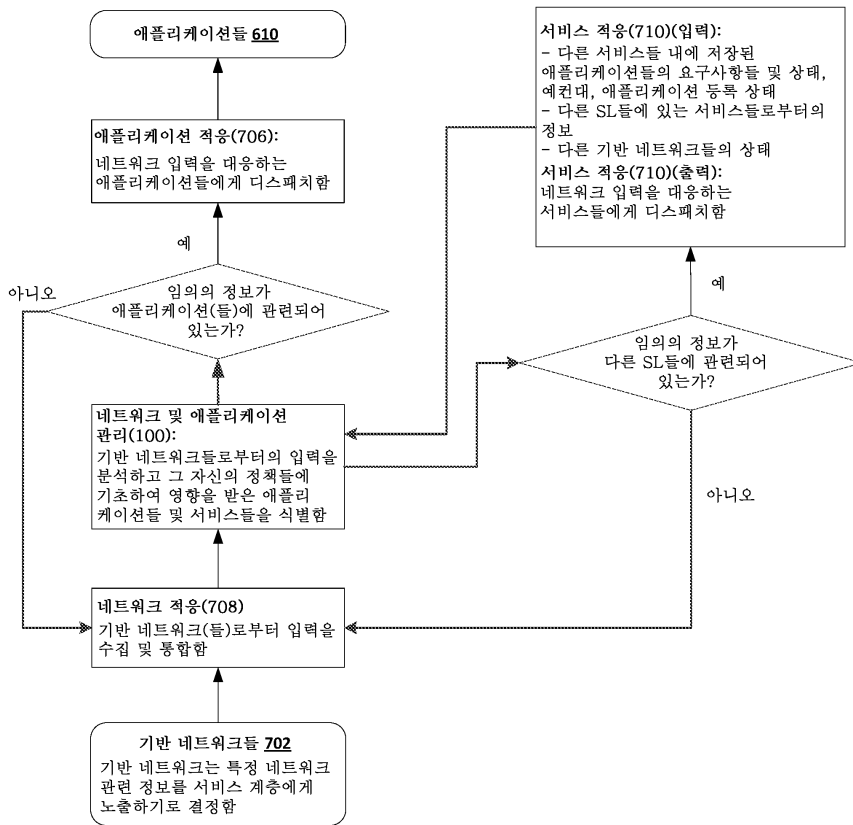 애플리케이션들 610
애플리케이션 적응(706):
네트워크 입력을 대응하는
애플리케이션들에게 디스패치함
예
아니오
임의의 정보가
애플리케이션(들)에 관련되어
있는가?
네트워크 및 애플리케이션
관리(100):
기반 네트워크들로부터의 입력을
분석하고 그 자신의 정책들에
기초하여 영향을 받은 애플리
케이션들 및 서비스들을 식별함
네트워크 적응(708)
기반 네트워크(들)로부터 입력을
수집 및 통합함
기반 네트워크들 702
기반 네트워크는 특정 네트워크
관련 정보를 서비스 계층에게
노출하기로 결정함
서비스 적응(710)(입력):
- 다른 서비스들 내에 저장된
애플리케이션들의 요구사항들 및 상태,
예컨대, 애플리케이션 등록 상태
- 다른 SL들에 있는 서비스들로부터의
정보
- 다른 기반 네트워크들의 상태
서비스 적응(710)(출력):
네트워크 입력을 대응하는
서비스들에게 디스패치함
예
임의의 정보가
다른 SL들에 관련되어
있는가?
아니오